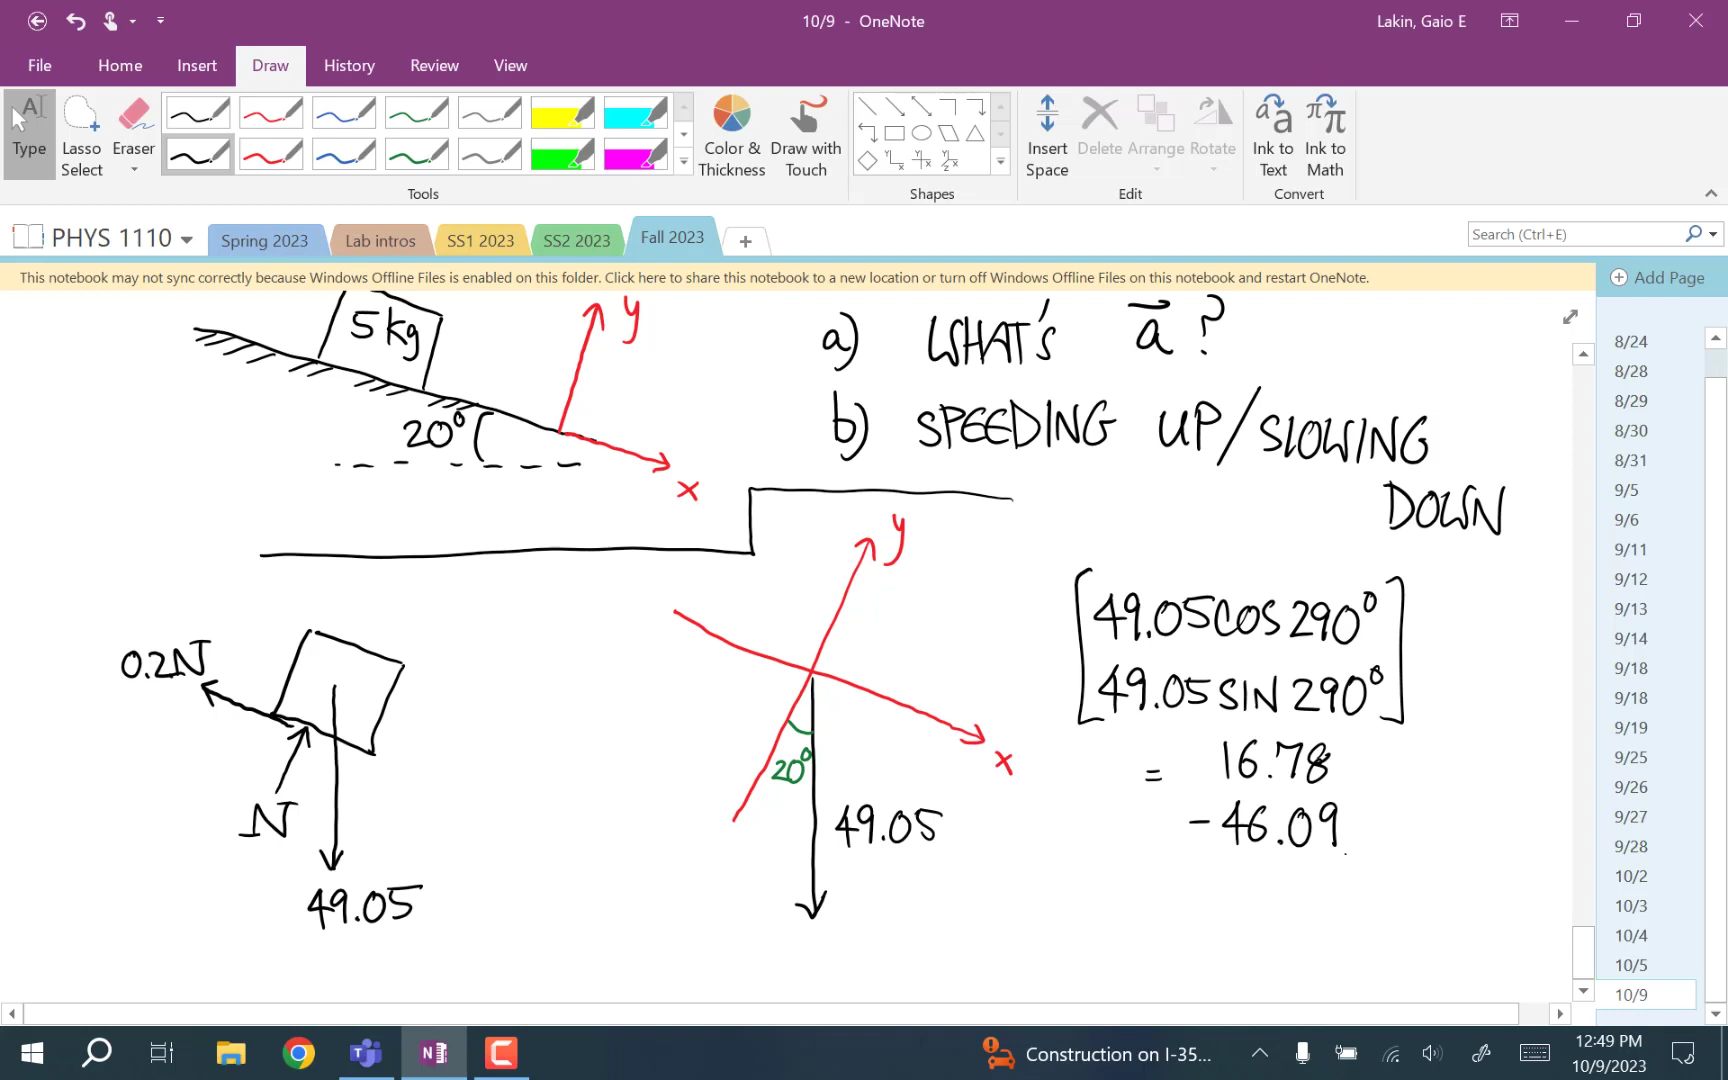 10/9 - OneNote
Lakin, Gaio E
File Home Insert Draw History Review View
Type
Lasso Select
Eraser
Color & Thickness
Draw with Touch
Insert Space
Delete
Arrange
Rotate
Ink to Text
Ink to Math
Tools
Shapes
Edit
Convert
PHYS 1110
Spring 2023
Lab intros
SS1 2023
SS2 2023
Fall 2023
Search (Ctrl+E)
This notebook may not sync correctly because Windows Offline Files is enabled on this folder. Click here to share this notebook to a new location or turn off Windows Offline Files on this notebook and restart OneNote.
Add Page
5 kg
y
20°
x
a) WHAT'S a⃗ ?
b) SPEEDING UP/SLOWING
DOWN
0.2N
N
49.05
y
x
20°
49.05
49.05 COS 290°
49.05 SIN 290°
= 16.78
-46.09
8/24
8/28
8/29
8/30
8/31
9/5
9/6
9/11
9/12
9/13
9/14
9/18
9/18
9/19
9/25
9/26
9/27
9/28
10/2
10/3
10/4
10/5
10/9
Construction on I-35...
12:49 PM
10/9/2023